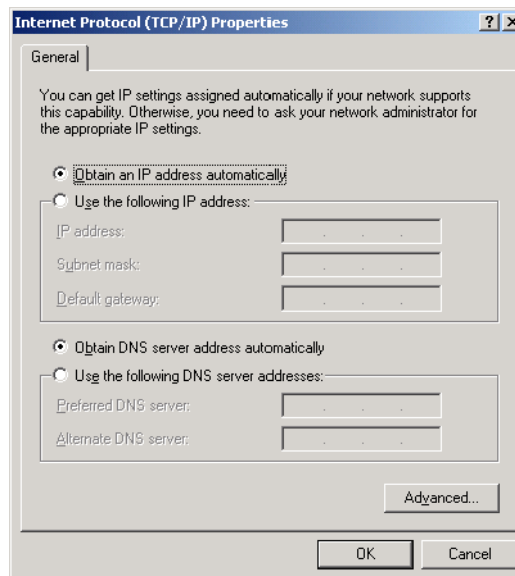 Internet Protocol (TCP/IP) Properties
General
You can get IP settings assigned automatically if your network supports
this capability. Otherwise, you need to ask your network administrator for
the appropriate IP settings.
Obtain an IP address automatically
Use the following IP address:
IP address:
Subnet mask:
Default gateway:
Obtain DNS server address automatically
Use the following DNS server addresses:
Preferred DNS server:
Alternate DNS server:
Advanced...
OK Cancel